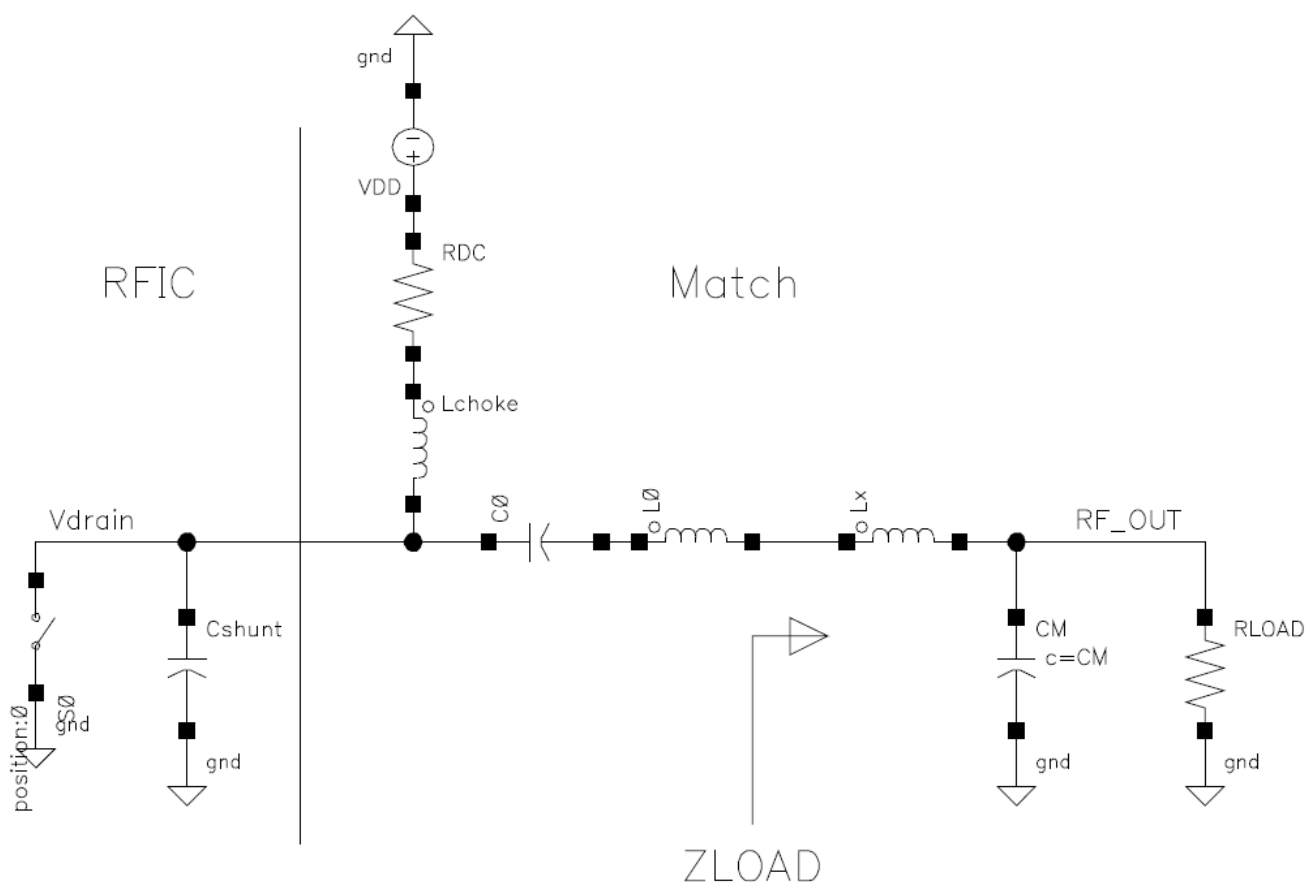 gnd
VDD
RDC
RFIC
Match
Lchoke
Vdrain
C0
L0
Lx
RF_OUT
Cshunt
CM
c=CM
RLOAD
position:0
S0
gnd
gnd
gnd
gnd
ZLOAD